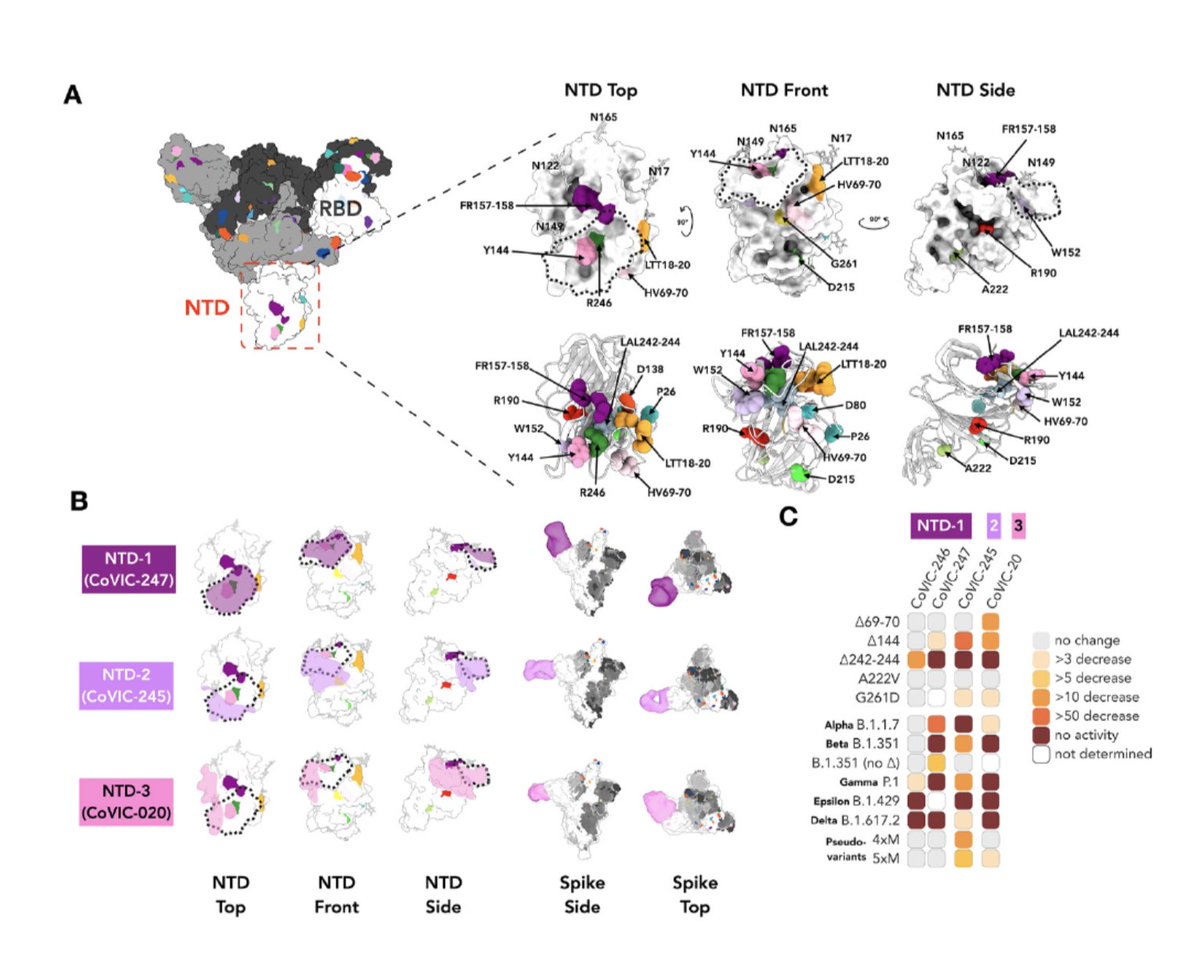 A
NTD Top
NTD Front
NTD Side
RBD
NTD
N165
N122
N17
FR157-158
N149
Y144
LTT18-20
HV69-70
R246
90°
N165
N149
N17
Y144
LTT18-20
HV69-70
G261
D215
90°
FR157-158
N165
N122
N149
W152
R190
A222
LAL242-244
FR157-158
D138
R190
P26
W152
Y144
LTT18-20
R246
HV69-70
FR157-158
LAL242-244
Y144
LTT18-20
W152
D80
R190
P26
HV69-70
D215
FR157-158
LAL242-244
Y144
W152
HV69-70
R190
D215
A222
B
NTD-1
(CoVIC-247)
NTD-2
(CoVIC-245)
NTD-3
(CoVIC-020)
NTD
Top
NTD
Front
NTD
Side
Spike
Side
Spike
Top
C
NTD-1 2 3
CoVIC-246
CoVIC-247
CoVIC-245
CoVIC-20
Δ69-70
Δ144
Δ242-244
A222V
G261D
Alpha B.1.1.7
Beta B.1.351
B.1.351 (no Δ)
Gamma P.1
Epsilon B.1.429
Delta B.1.617.2
Pseudo- 4xM
variants 5xM
no change
>3 decrease
>5 decrease
>10 decrease
>50 decrease
no activity
not determined